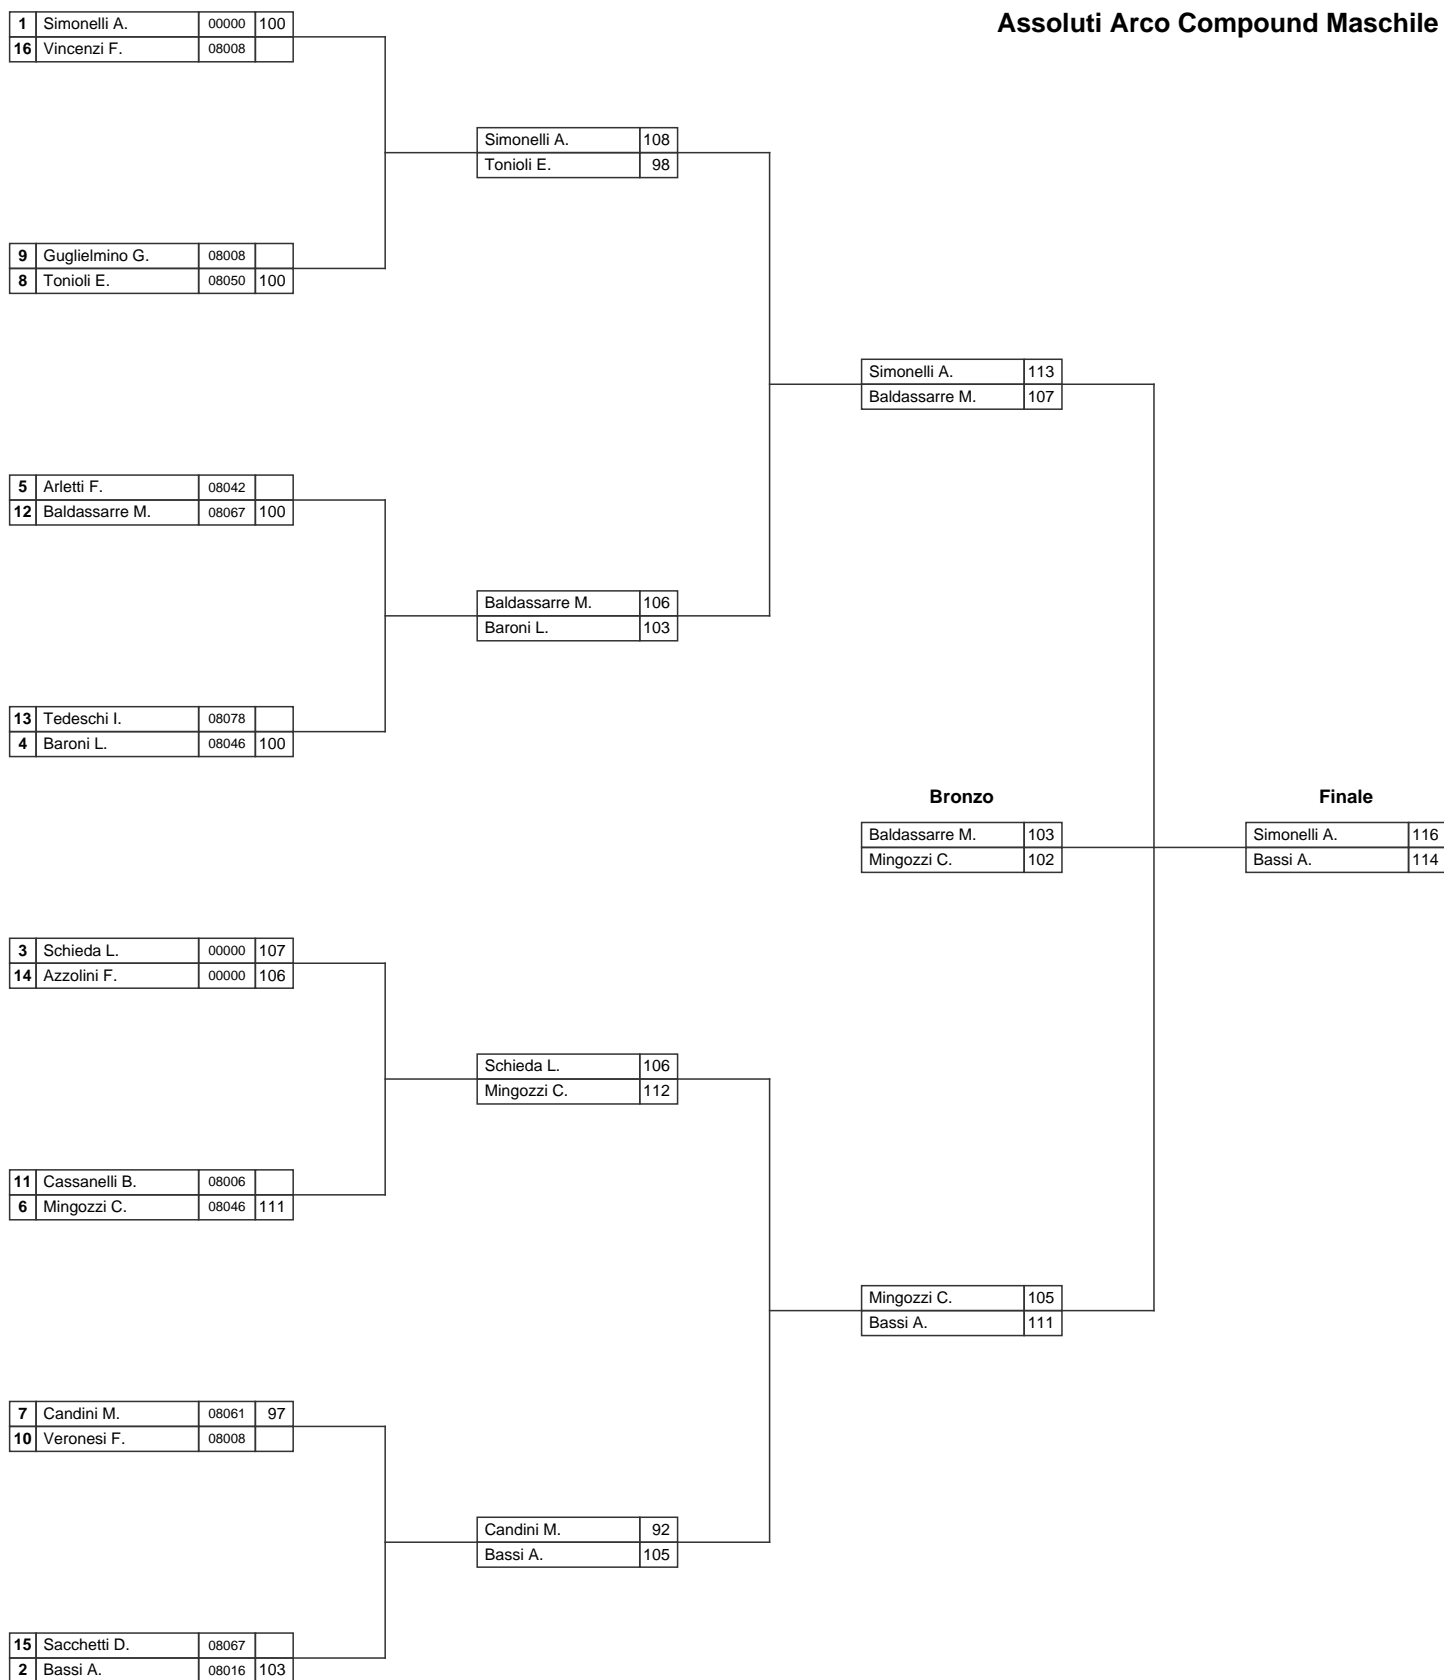 Assoluti Arco Compound Maschile
1 Simonelli A. 00000 100
16 Vincenzi F. 08008
9 Guglielmino G. 08008
8 Tonioli E. 08050 100
5 Arletti F. 08042
12 Baldassarre M. 08067 100
13 Tedeschi I. 08078
4 Baroni L. 08046 100
3 Schieda L. 00000 107
14 Azzolini F. 00000 106
11 Cassanelli B. 08006
6 Mingozzi C. 08046 111
7 Candini M. 08061 97
10 Veronesi F. 08008
15 Sacchetti D. 08067
2 Bassi A. 08016 103
Simonelli A. 108
Tonioli E. 98
Baldassarre M. 106
Baroni L. 103
Schieda L. 106
Mingozzi C. 112
Candini M. 92
Bassi A. 105
Simonelli A. 113
Baldassarre M. 107
Mingozzi C. 105
Bassi A. 111
Bronzo
Baldassarre M. 103
Mingozzi C. 102
Finale
Simonelli A. 116
Bassi A. 114